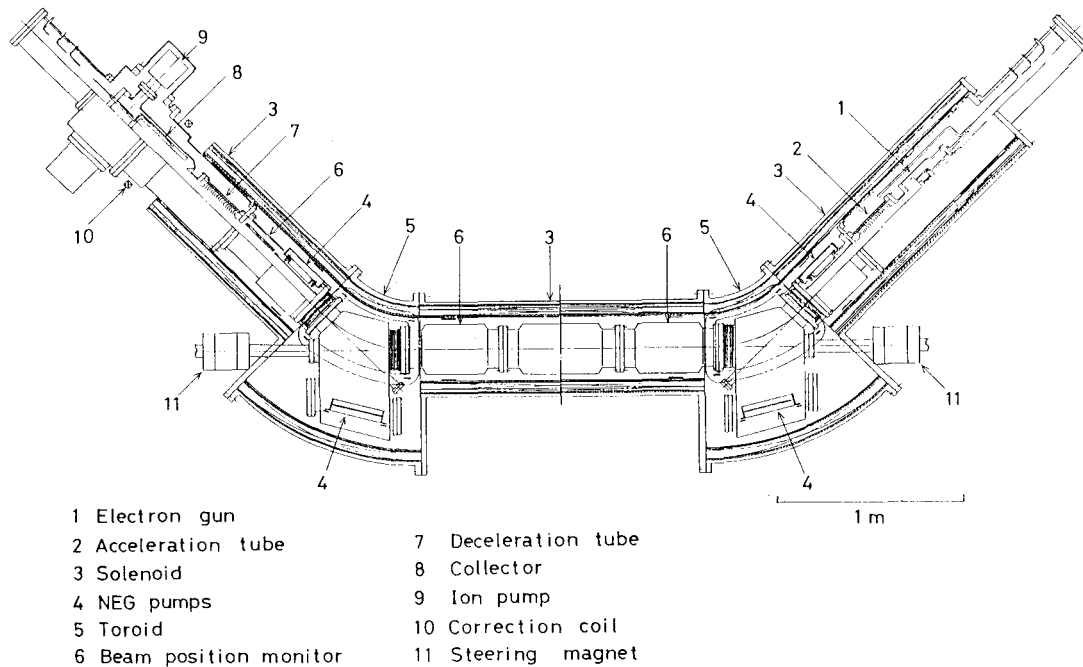 9
8
3
7
6
4
5
6
3
6
5
4
3
2
1
10
11
4
4
11
1 m
1 Electron gun
2 Acceleration tube
3 Solenoid
4 NEG pumps
5 Toroid
6 Beam position monitor
7 Deceleration tube
8 Collector
9 Ion pump
10 Correction coil
11 Steering magnet